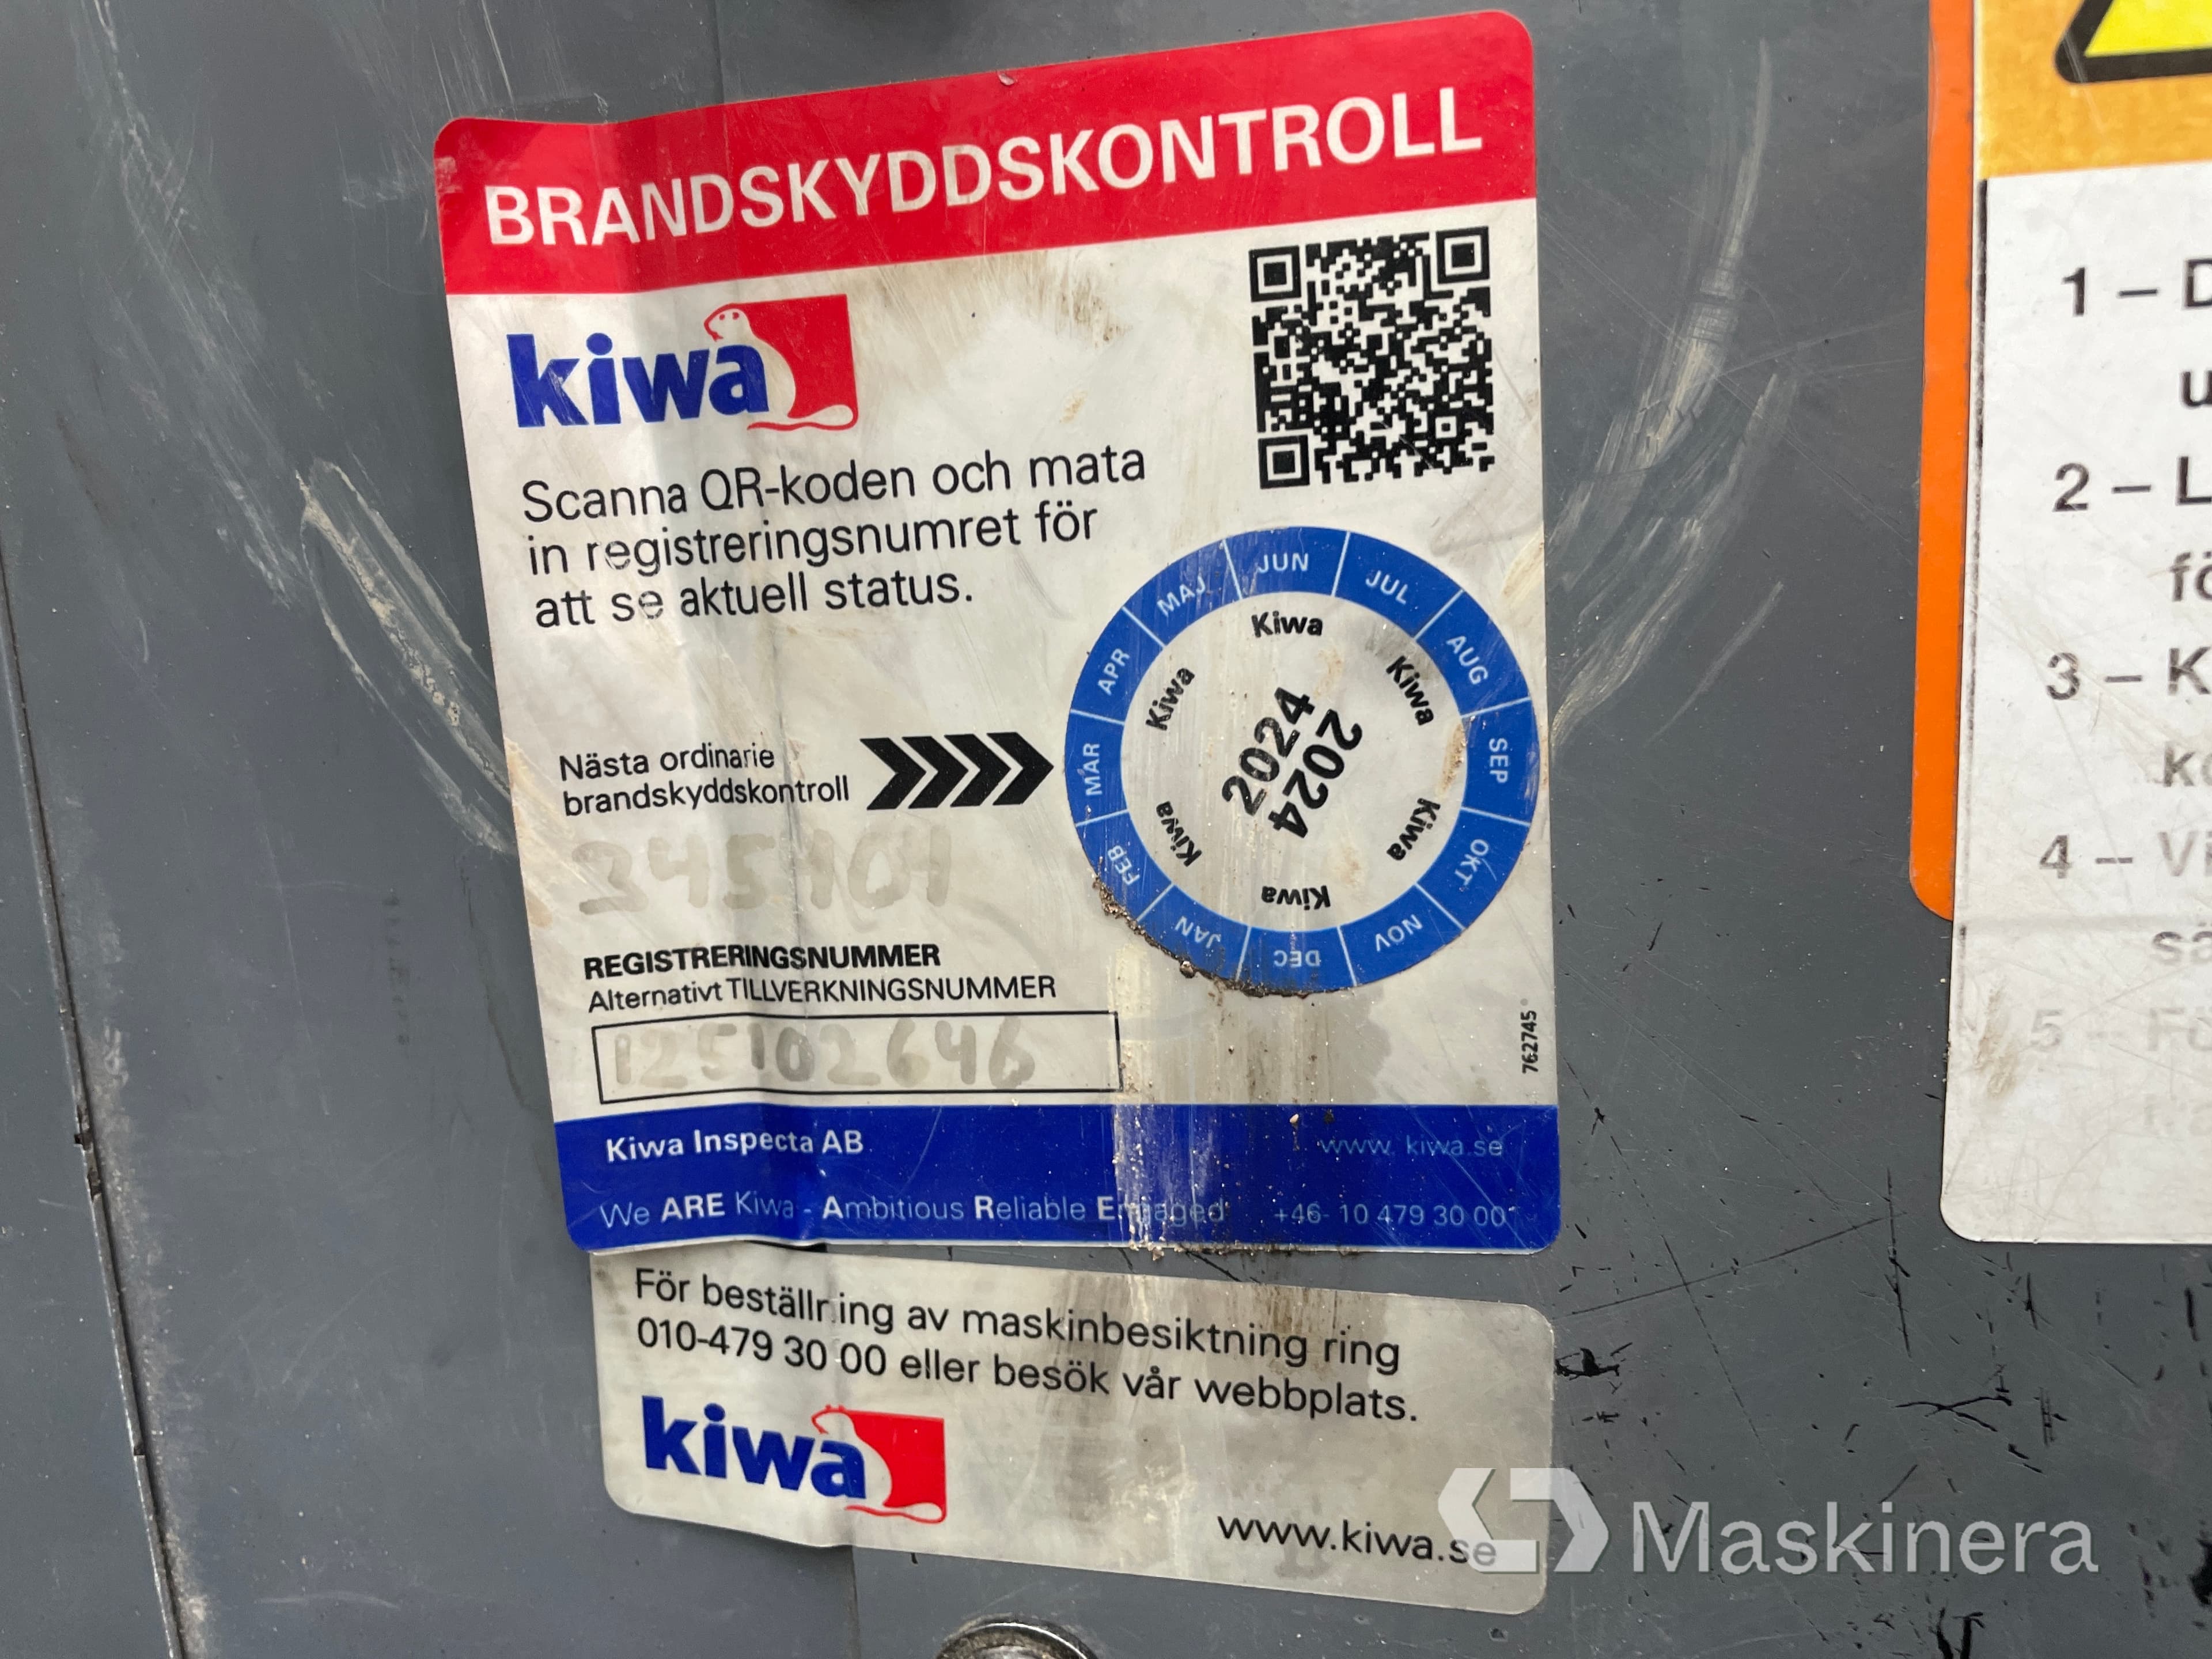 BRANDSKYDDSKONTROLL
kiwa
Scanna QR-koden och mata
in registreringsnumret för
att se aktuell status.
JAN FEB MAR APR MAJ JUN JUL AUG SEP OKT NOV DEC
Kiwa Kiwa Kiwa Kiwa Kiwa Kiwa
2024
2024
Nästa ordinarie
brandskyddskontroll
REGISTRERINGSNUMMER
Alternativt TILLVERKNINGSNUMMER
125102646
762745
Kiwa Inspecta AB
www.kiwa.se
We ARE Kiwa - Ambitious Reliable Engaged
+46- 10 479 30 00
För beställning av maskinbesiktning ring
010-479 30 00 eller besök vår webbplats.
kiwa
www.kiwa.se
1 –
2 –
3 –
4 –
5 –
Maskinera